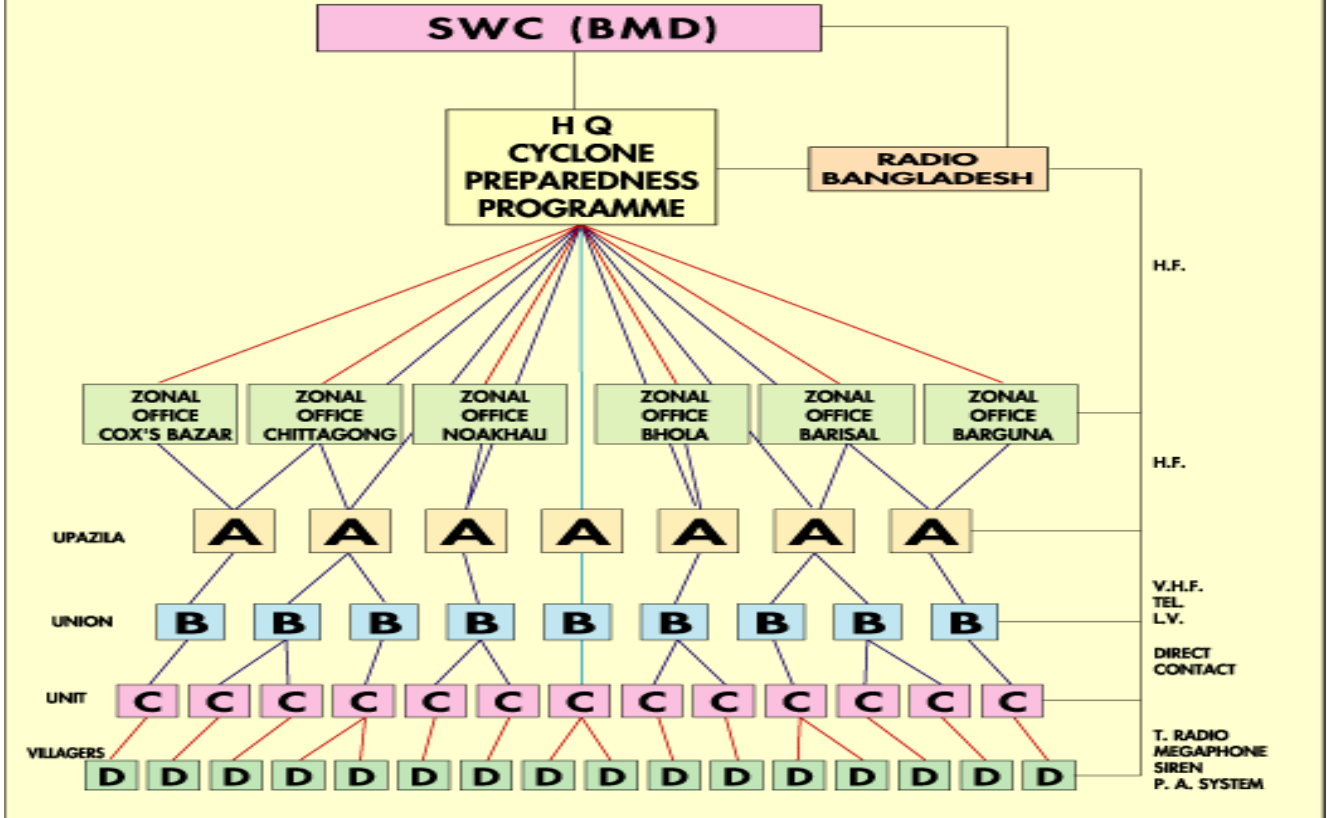 SWC (BMD)
H Q
CYCLONE
PREPAREDNESS
PROGRAMME
RADIO
BANGLADESH
H.F.
ZONAL
OFFICE
COX'S BAZAR
ZONAL
OFFICE
CHITTAGONG
ZONAL
OFFICE
NOAKHALI
ZONAL
OFFICE
BHOLA
ZONAL
OFFICE
BARISAL
ZONAL
OFFICE
BARGUNA
H.F.
UPAZILA
A A A A A A A
V.H.F.
TEL.
L.V.
UNION
B B B B B B B B B
DIRECT
CONTACT
UNIT
C C C C C C C C C C C C C
T. RADIO
MEGAPHONE
SIREN
P. A. SYSTEM
VILLAGERS
D D D D D D D D D D D D D D D D